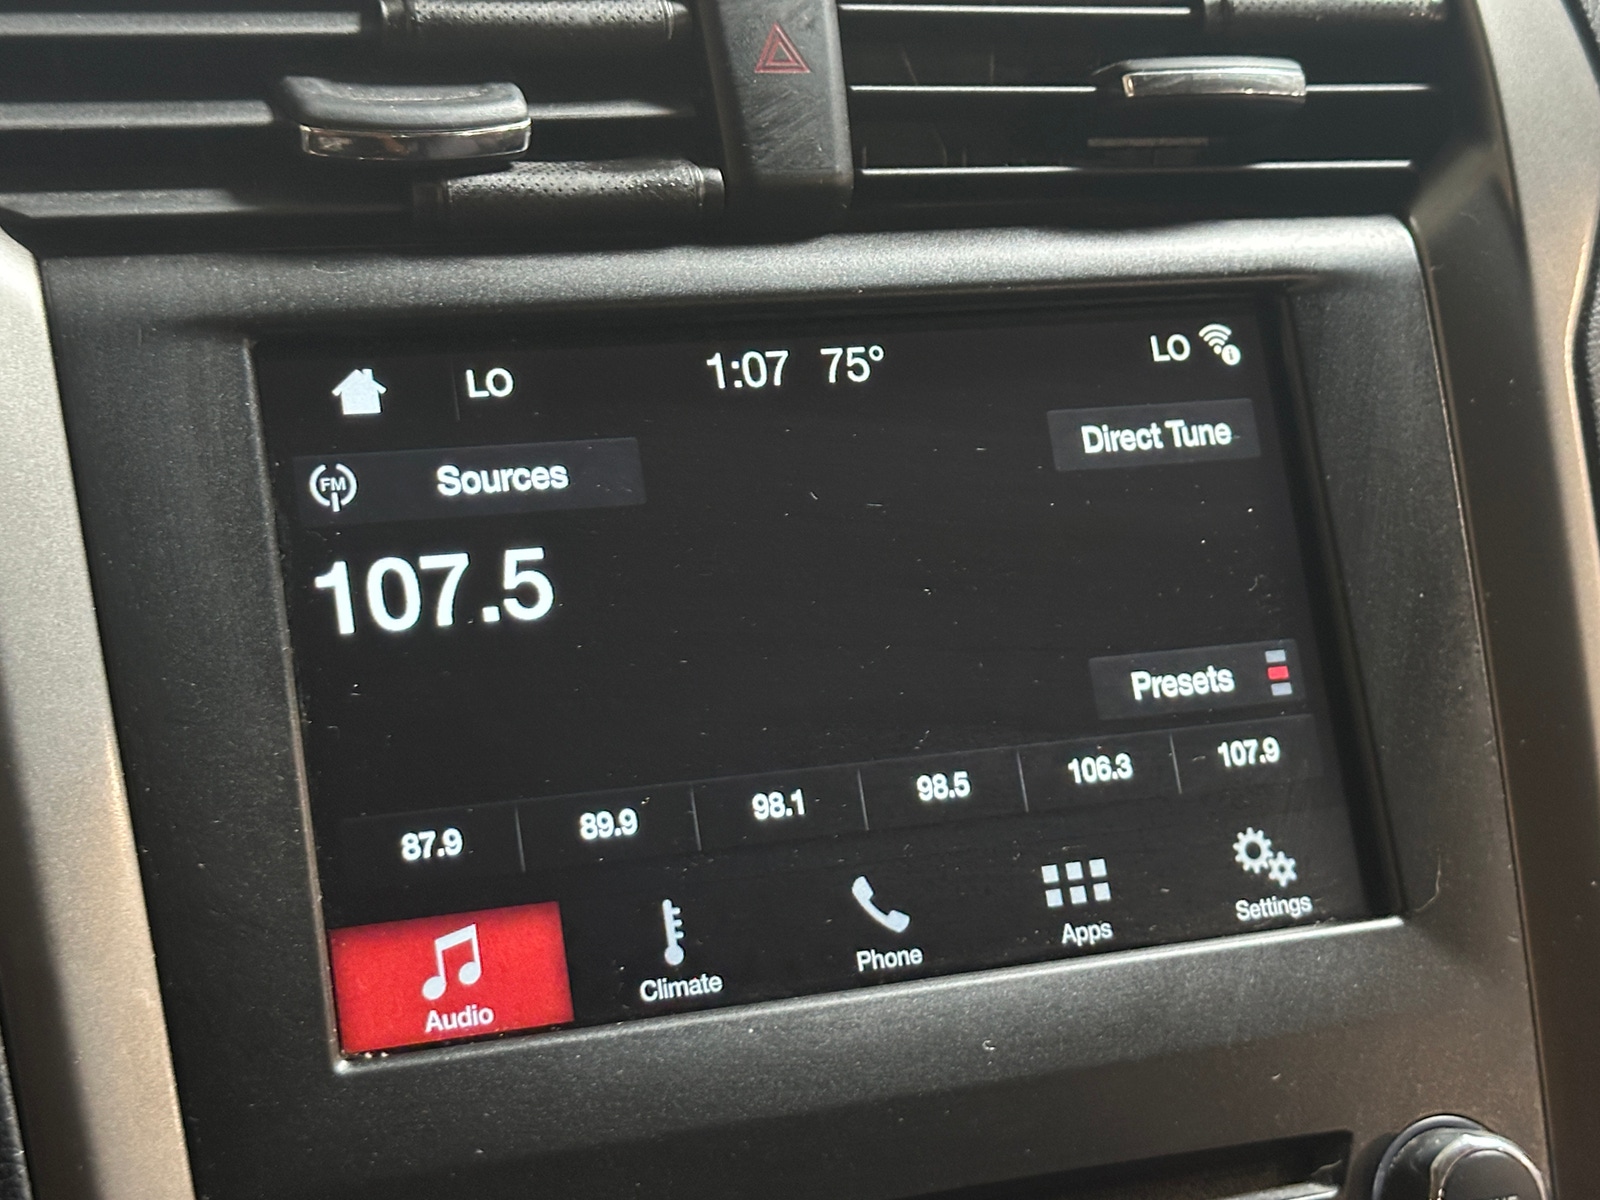 LO 1:07 75° LO
Direct Tune
FM Sources
107.5
Presets
87.9 89.9 98.1 98.5 106.3 107.9
Audio Climate Phone Apps Settings